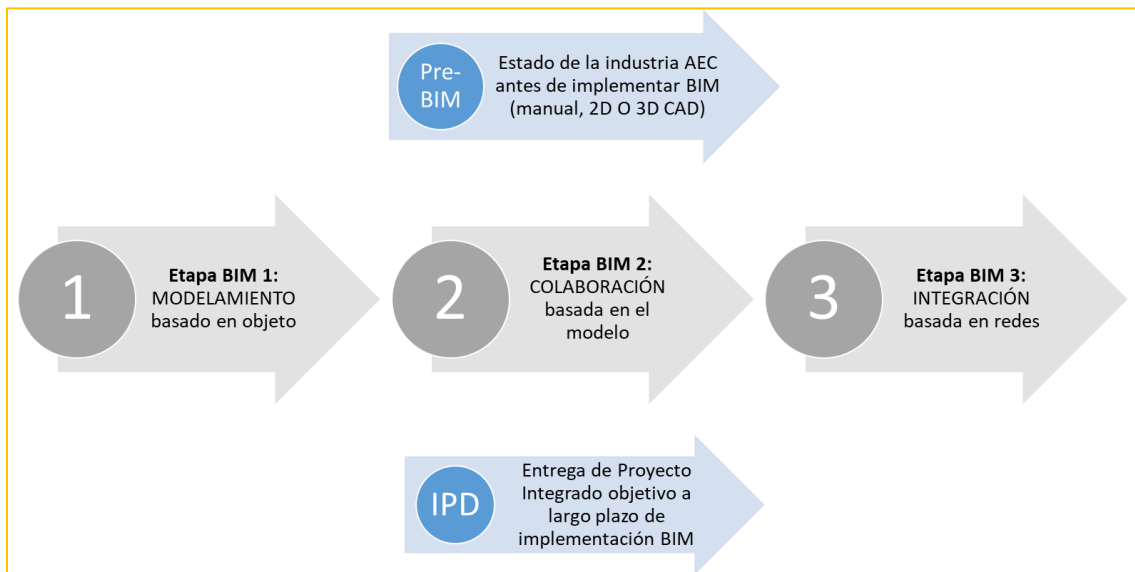 Pre-
BIM
Estado de la industria AEC
antes de implementar BIM
(manual, 2D O 3D CAD)
1
Etapa BIM 1:
MODELAMIENTO
basado en objeto
2
Etapa BIM 2:
COLABORACIÓN
basada en el
modelo
3
Etapa BIM 3:
INTEGRACIÓN
basada en redes
IPD
Entrega de Proyecto
Integrado objetivo a
largo plazo de
implementación BIM